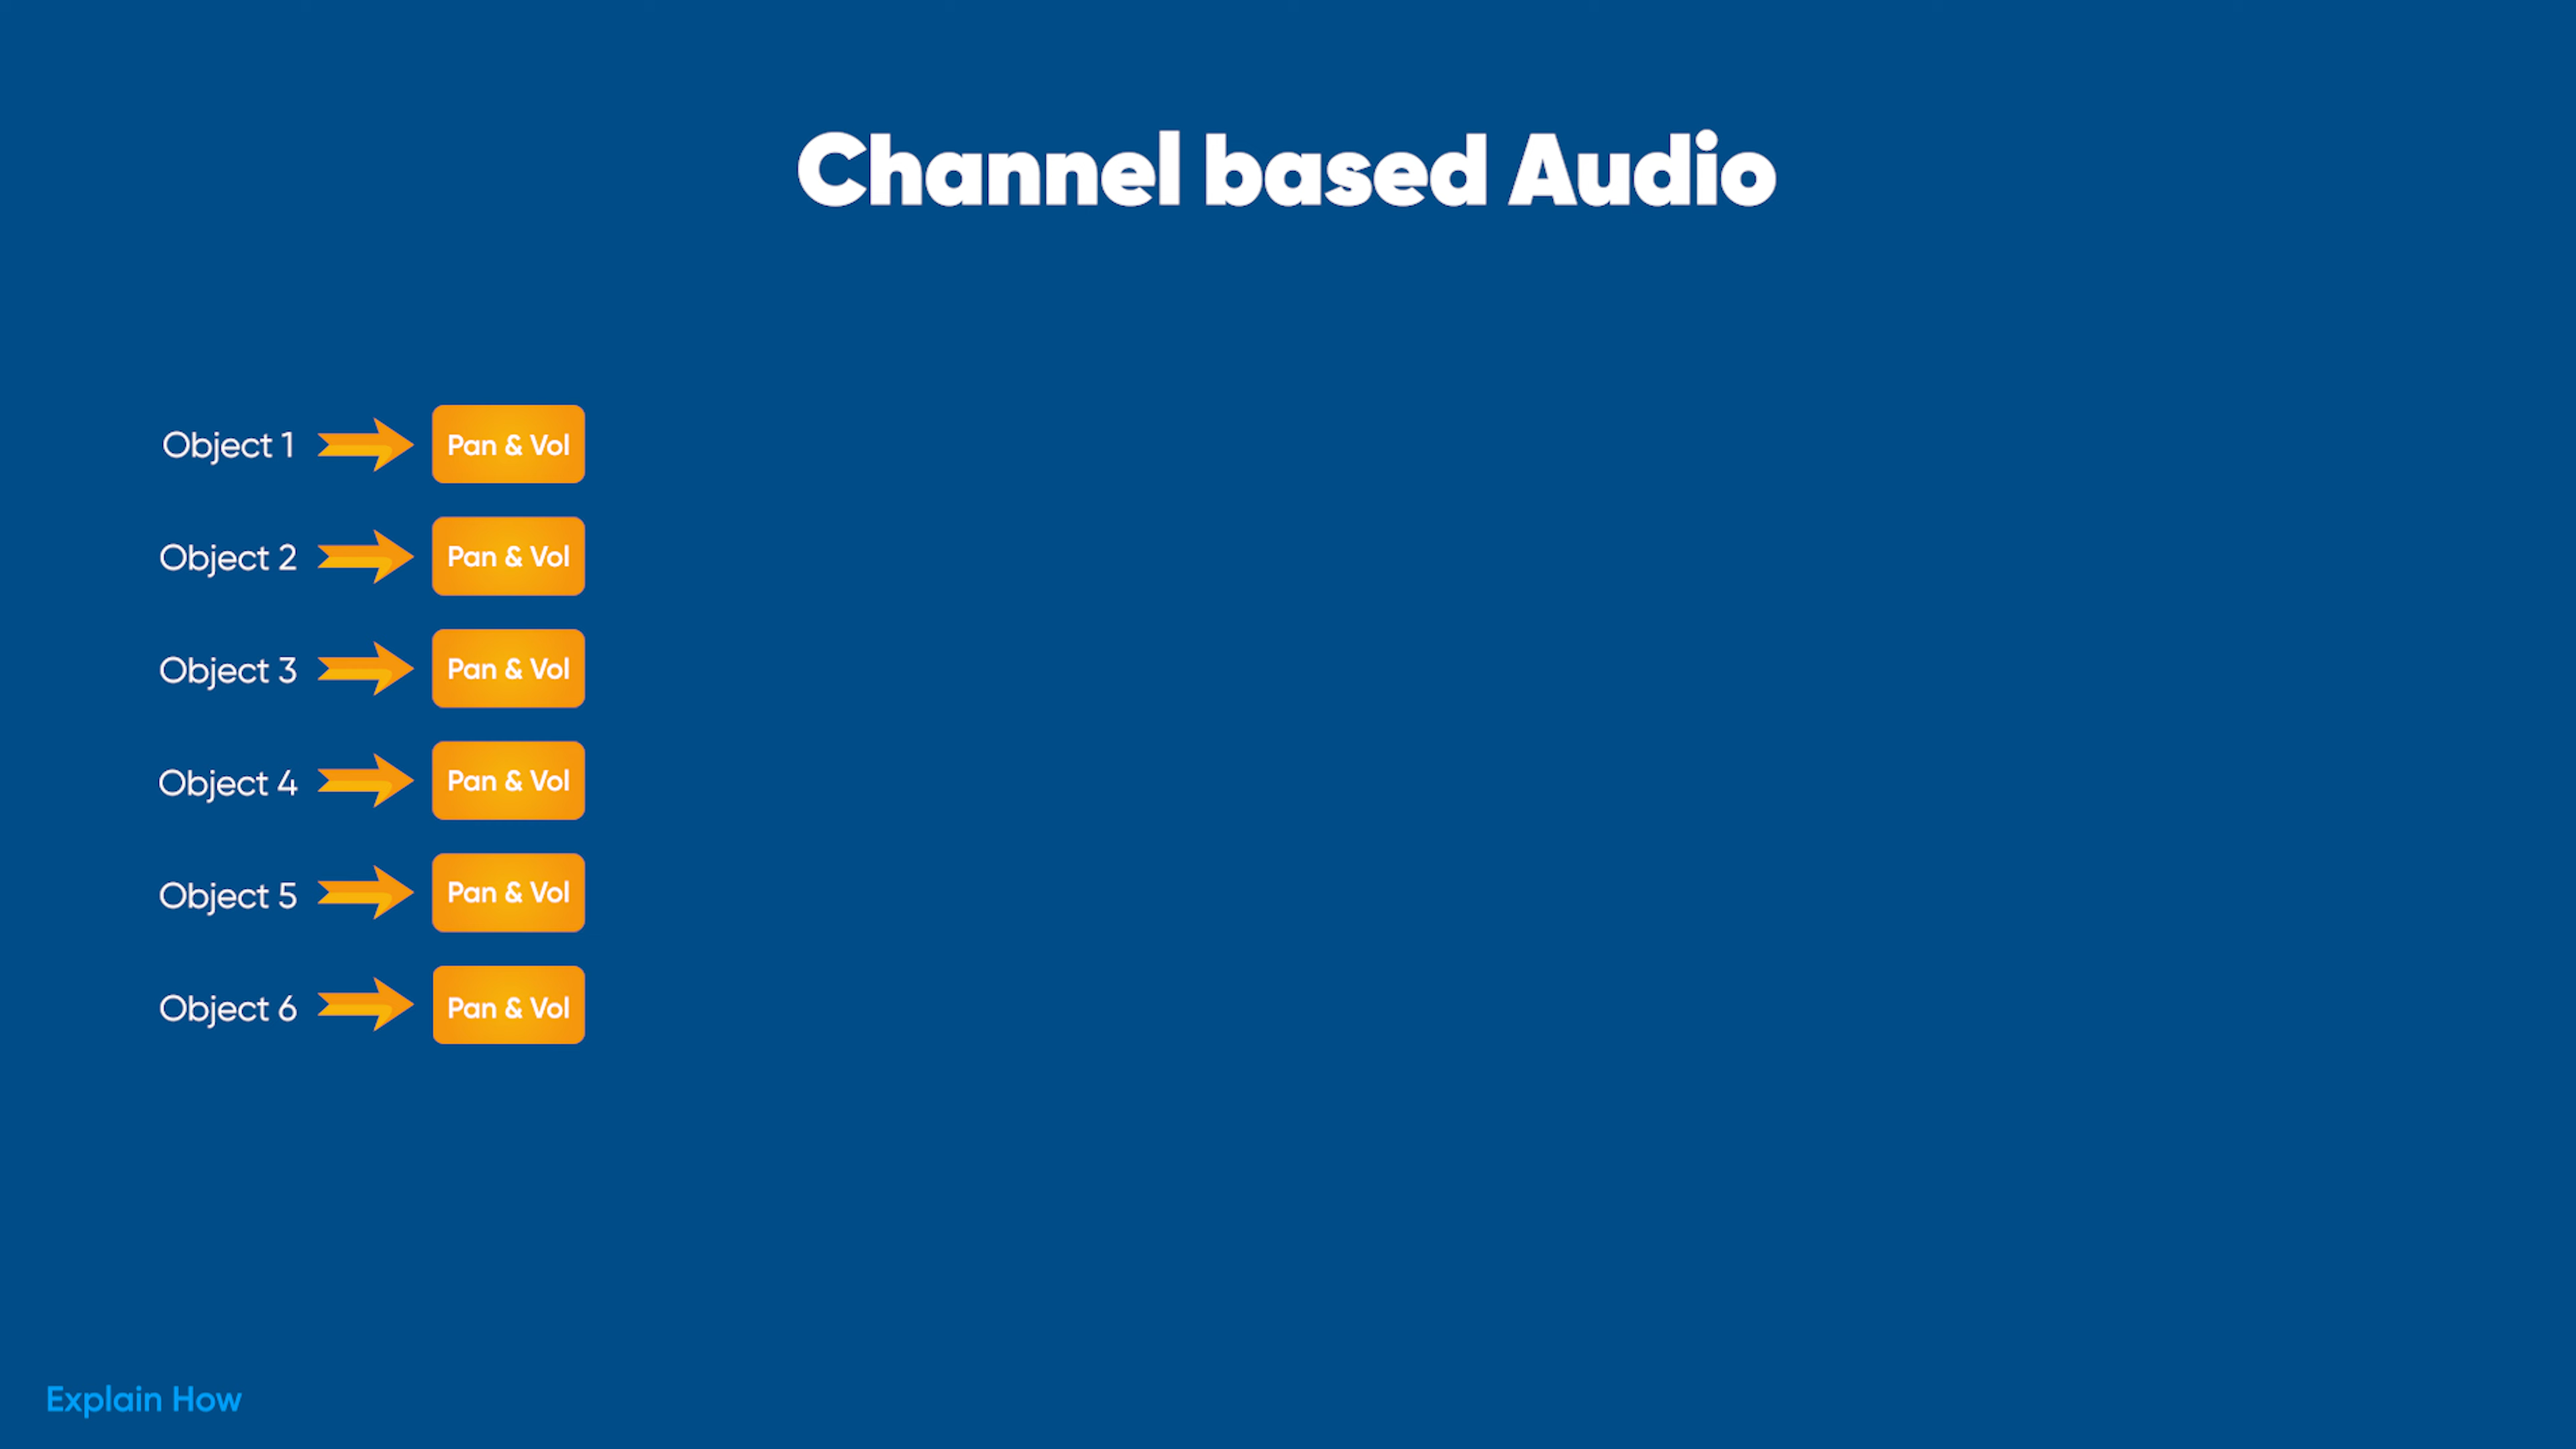 Channel based Audio
Object 1 Pan & Vol
Object 2 Pan & Vol
Object 3 Pan & Vol
Object 4 Pan & Vol
Object 5 Pan & Vol
Object 6 Pan & Vol
Explain How